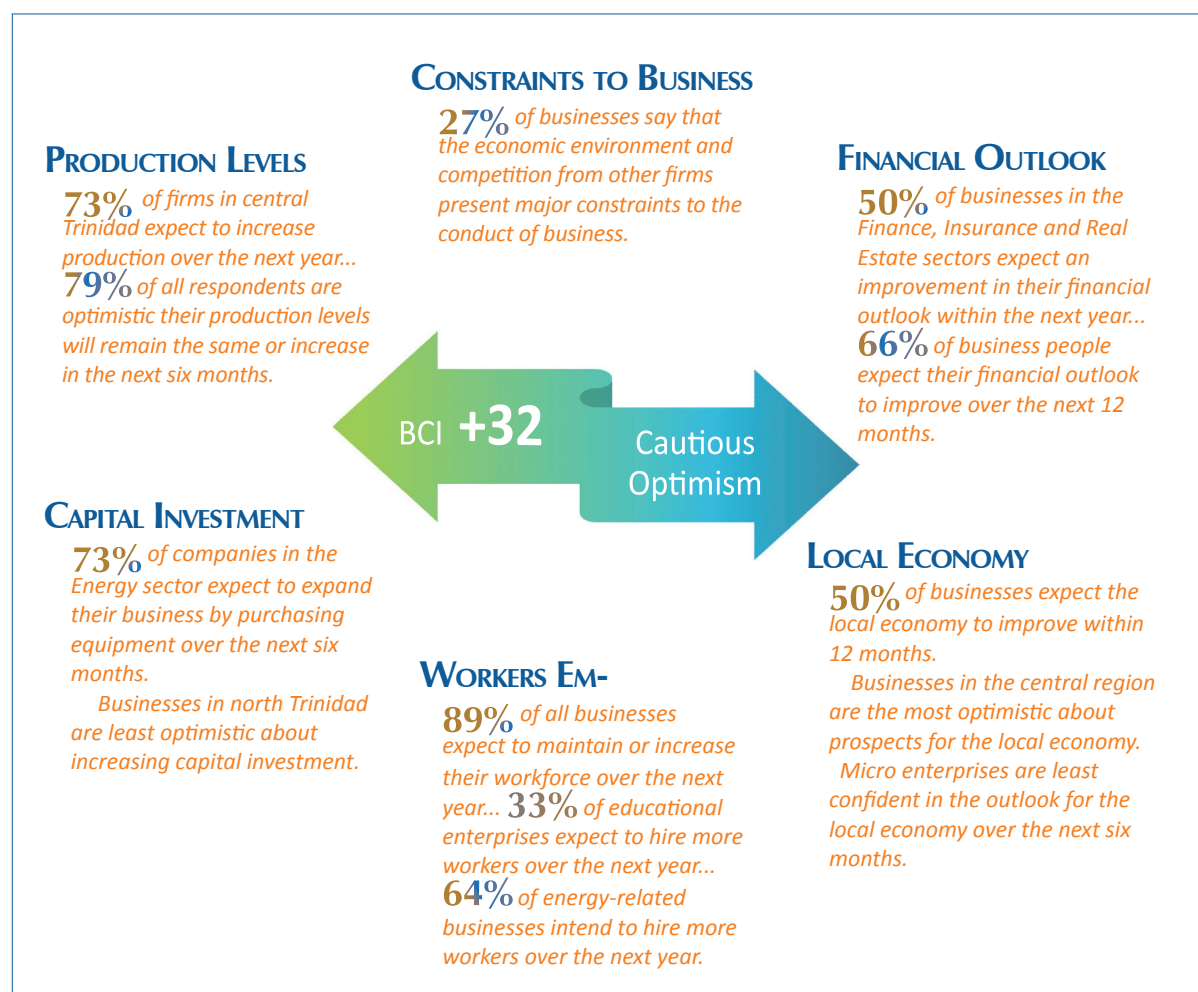 CONSTRAINTS TO BUSINESS
27% of businesses say that
the economic environment and
competition from other firms
present major constraints to the
conduct of business.
PRODUCTION LEVELS
73% of firms in central
Trinidad expect to increase
production over the next year...
79% of all respondents are
optimistic their production levels
will remain the same or increase
in the next six months.
FINANCIAL OUTLOOK
50% of businesses in the
Finance, Insurance and Real
Estate sectors expect an
improvement in their financial
outlook within the next year...
66% of business people
expect their financial outlook
to improve over the next 12
months.
BCI +32
Cautious
Optimism
CAPITAL INVESTMENT
73% of companies in the
Energy sector expect to expand
their business by purchasing
equipment over the next six
months.
Businesses in north Trinidad
are least optimistic about
increasing capital investment.
WORKERS EM-
89% of all businesses
expect to maintain or increase
their workforce over the next
year... 33% of educational
enterprises expect to hire more
workers over the next year...
64% of energy-related
businesses intend to hire more
workers over the next year.
LOCAL ECONOMY
50% of businesses expect the
local economy to improve within
12 months.
Businesses in the central region
are the most optimistic about
prospects for the local economy.
Micro enterprises are least
confident in the outlook for the
local economy over the next six
months.